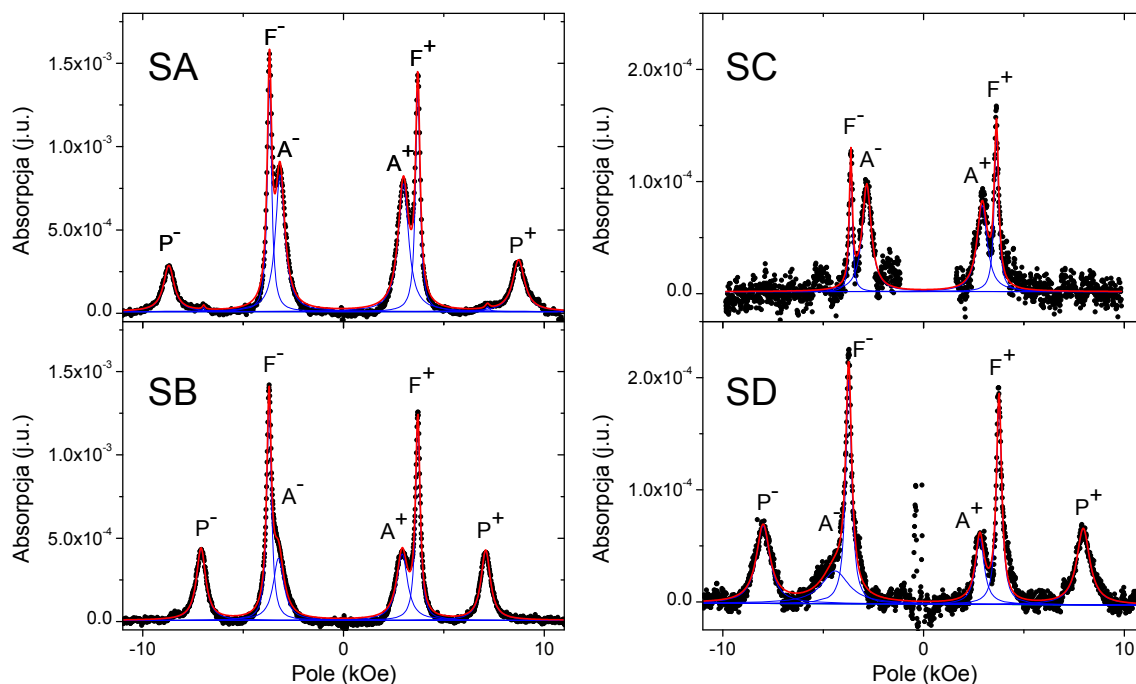 SA
F⁻
F⁺
A⁻
A⁺
P⁻
P⁺
1.5x10⁻³
1.0x10⁻³
5.0x10⁻⁴
0.0
Absorpcja (j.u.)
SC
F⁻
F⁺
A⁻
A⁺
2.0x10⁻⁴
1.0x10⁻⁴
0.0
Absorpcja (j.u.)
SB
F⁻
F⁺
A⁻
A⁺
P⁻
P⁺
1.5x10⁻³
1.0x10⁻³
5.0x10⁻⁴
0.0
Absorpcja (j.u.)
-10 0 10
Pole (kOe)
SD
F⁻
F⁺
P⁻
A⁻
A⁺
P⁺
2.0x10⁻⁴
1.0x10⁻⁴
0.0
Absorpcja (j.u.)
-10 0 10
Pole (kOe)